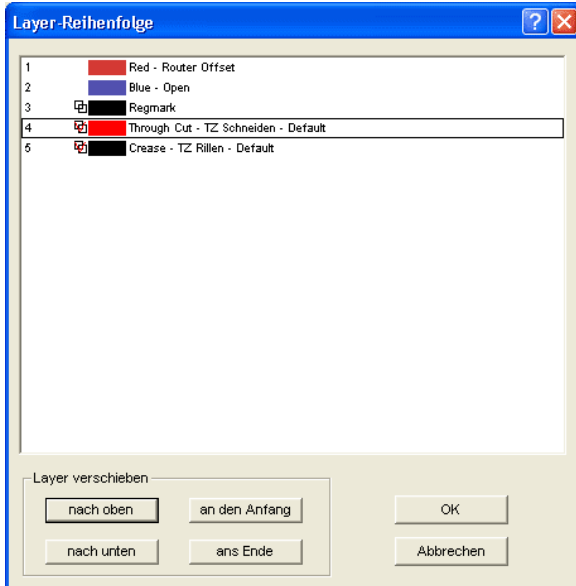 Layer-Reihenfolge
1 Red - Router Offset
2 Blue - Open
3 Regmark
4 Through Cut - TZ Schneiden - Default
5 Crease - TZ Rillen - Default
Layer verschieben
nach oben an den Anfang OK
nach unten ans Ende Abbrechen